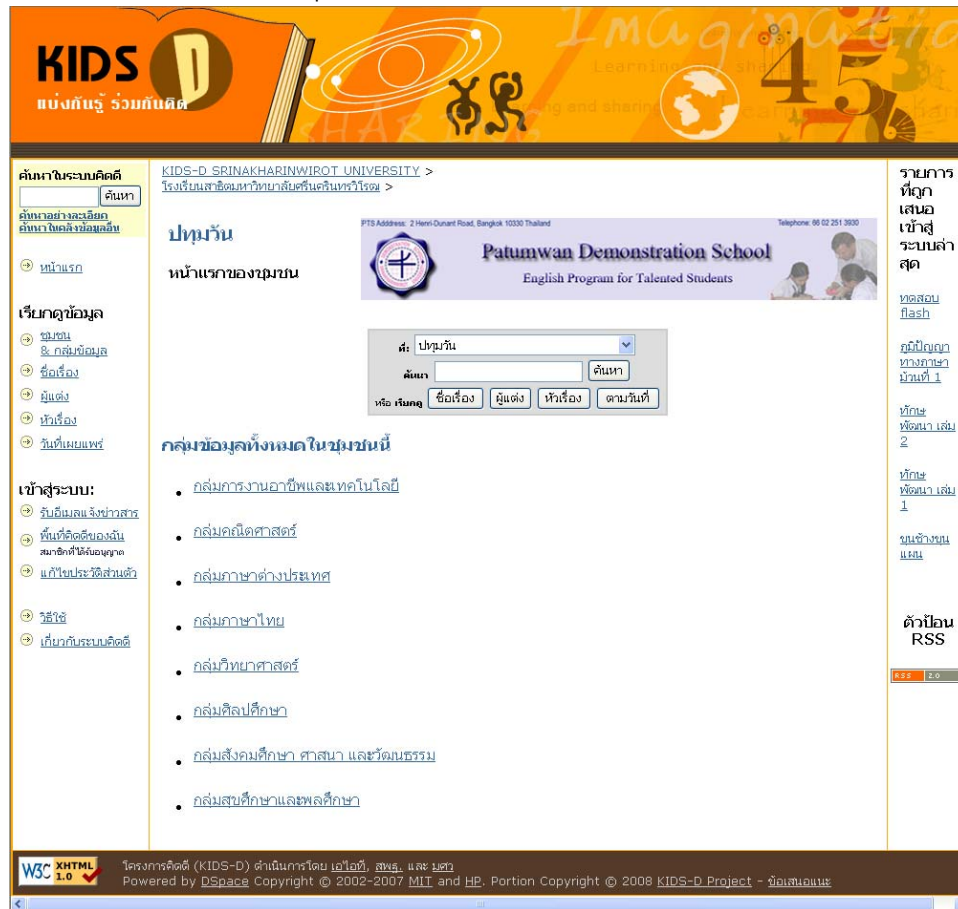 Imaginatio
KIDS D
แบ่งกันรู้ ร่วมกันคิด
SHARING
ค้นหาในระบบคิดดี
ค้นหา
ค้นหาอย่างละเอียด
ค้นหาในคลังข้อมูลอื่น
หน้าแรก
เรียกดูข้อมูล
ชุมชน
& กลุ่มข้อมูล
ชื่อเรื่อง
ผู้แต่ง
หัวเรื่อง
วันที่เผยแพร่
เข้าสู่ระบบ:
รับอีเมลแจ้งข่าวสาร
พื้นที่คิดดีของฉัน
สมาชิกที่ได้รับอนุญาต
แก้ไขประวัติส่วนตัว
วิธีใช้
เกี่ยวกับระบบคิดดี
KIDS-D SRINAKHARINWIROT UNIVERSITY >
โรงเรียนสาธิตมหาวิทยาลัยศรีนครินทรวิโรฒ >
ปทุมวัน
หน้าแรกของชุมชน
PTS Address: 2 Henri-Dunant Road, Bangkok 10330 Thailand
Telephone: 66 02 251 3930
Patumwan Demonstration School
English Program for Talented Students
ที่: ปทุมวัน
ค้นหา ค้นหา
หรือ เรียกดู ชื่อเรื่อง ผู้แต่ง หัวเรื่อง ตามวันที่
กลุ่มข้อมูลทั้งหมดในชุมชนนี้
กลุ่มการงานอาชีพและเทคโนโลยี
กลุ่มคณิตศาสตร์
กลุ่มภาษาต่างประเทศ
กลุ่มภาษาไทย
กลุ่มวิทยาศาสตร์
กลุ่มศิลปศึกษา
กลุ่มสังคมศึกษา ศาสนา และวัฒนธรรม
กลุ่มสุขศึกษาและพลศึกษา
รายการ
ที่ถูก
เสนอ
เข้าสู่
ระบบล่า
สุด
ทดสอบ
flash
ภูมิปัญญา
ทางภาษา
ม้วนที่ 1
ทักษ
พัฒนา เล่ม
2
ทักษ
พัฒนา เล่ม
1
ขุนช้างขุน
แผน
ตัวป้อน
RSS
RSS 2.0
W3C XHTML
1.0
โครงการคิดดี (KIDS-D) ดำเนินการโดย เอไอที, สพฐ. และ มศว
Powered by DSpace Copyright © 2002-2007 MIT and HP. Portion Copyright © 2008 KIDS-D Project - ข้อเสนอแนะ